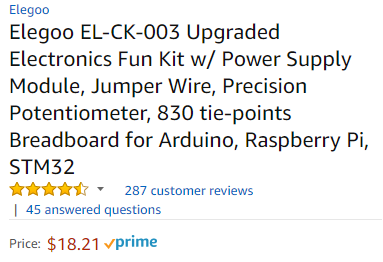 Elegoo
Elegoo EL-CK-003 Upgraded
Electronics Fun Kit w/ Power Supply
Module, Jumper Wire, Precision
Potentiometer, 830 tie-points
Breadboard for Arduino, Raspberry Pi,
STM32
287 customer reviews
| 45 answered questions
Price: $18.21 prime